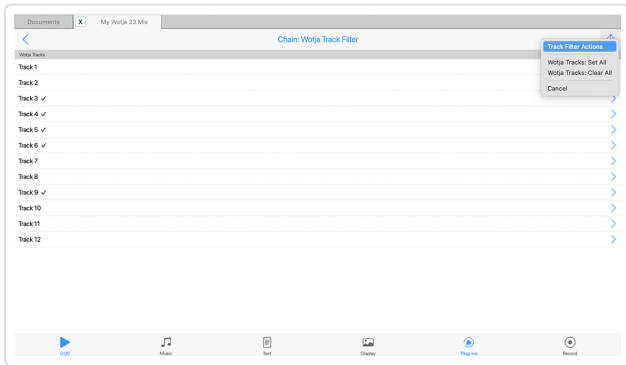 Documents
X
My Wotja 23 Mix
Chain: Wotja Track Filter
Track Filter Actions
Wotja Tracks: Set All
Wotja Tracks: Clear All
Cancel
Wotja Tracks
Track 1
Track 2
Track 3 ✓
Track 4 ✓
Track 5 ✓
Track 6 ✓
Track 7
Track 8
Track 9 ✓
Track 10
Track 11
Track 12
0:00
Music
Text
Display
Plug-ins
Record